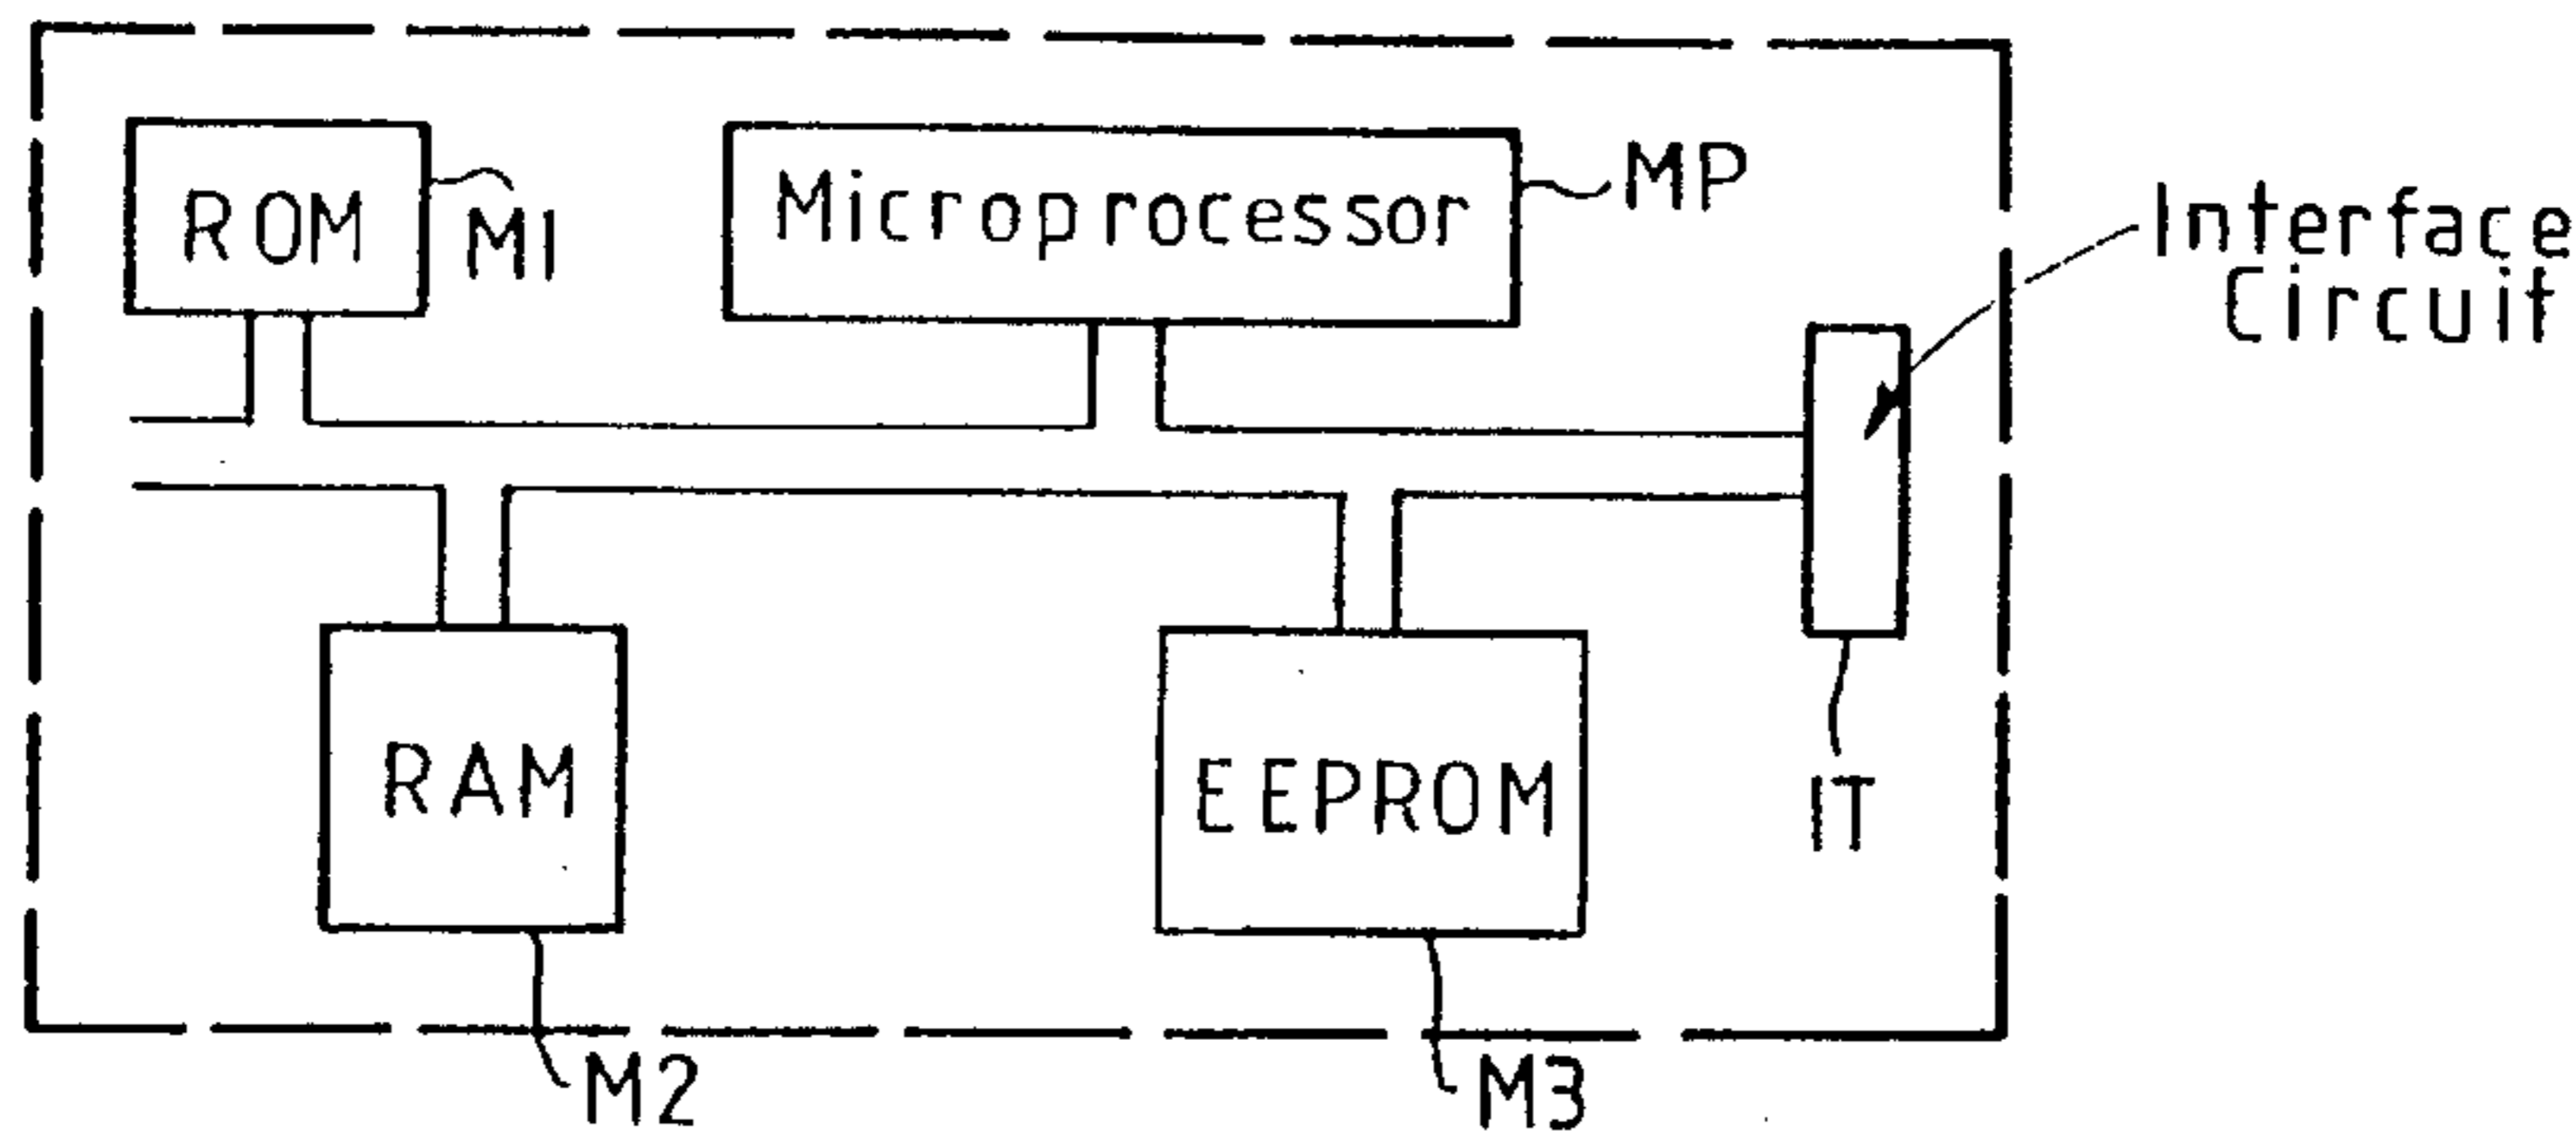 ROM
M1
Microprocessor
MP
Interface
Circuit
RAM
EEPROM
IT
M2
M3